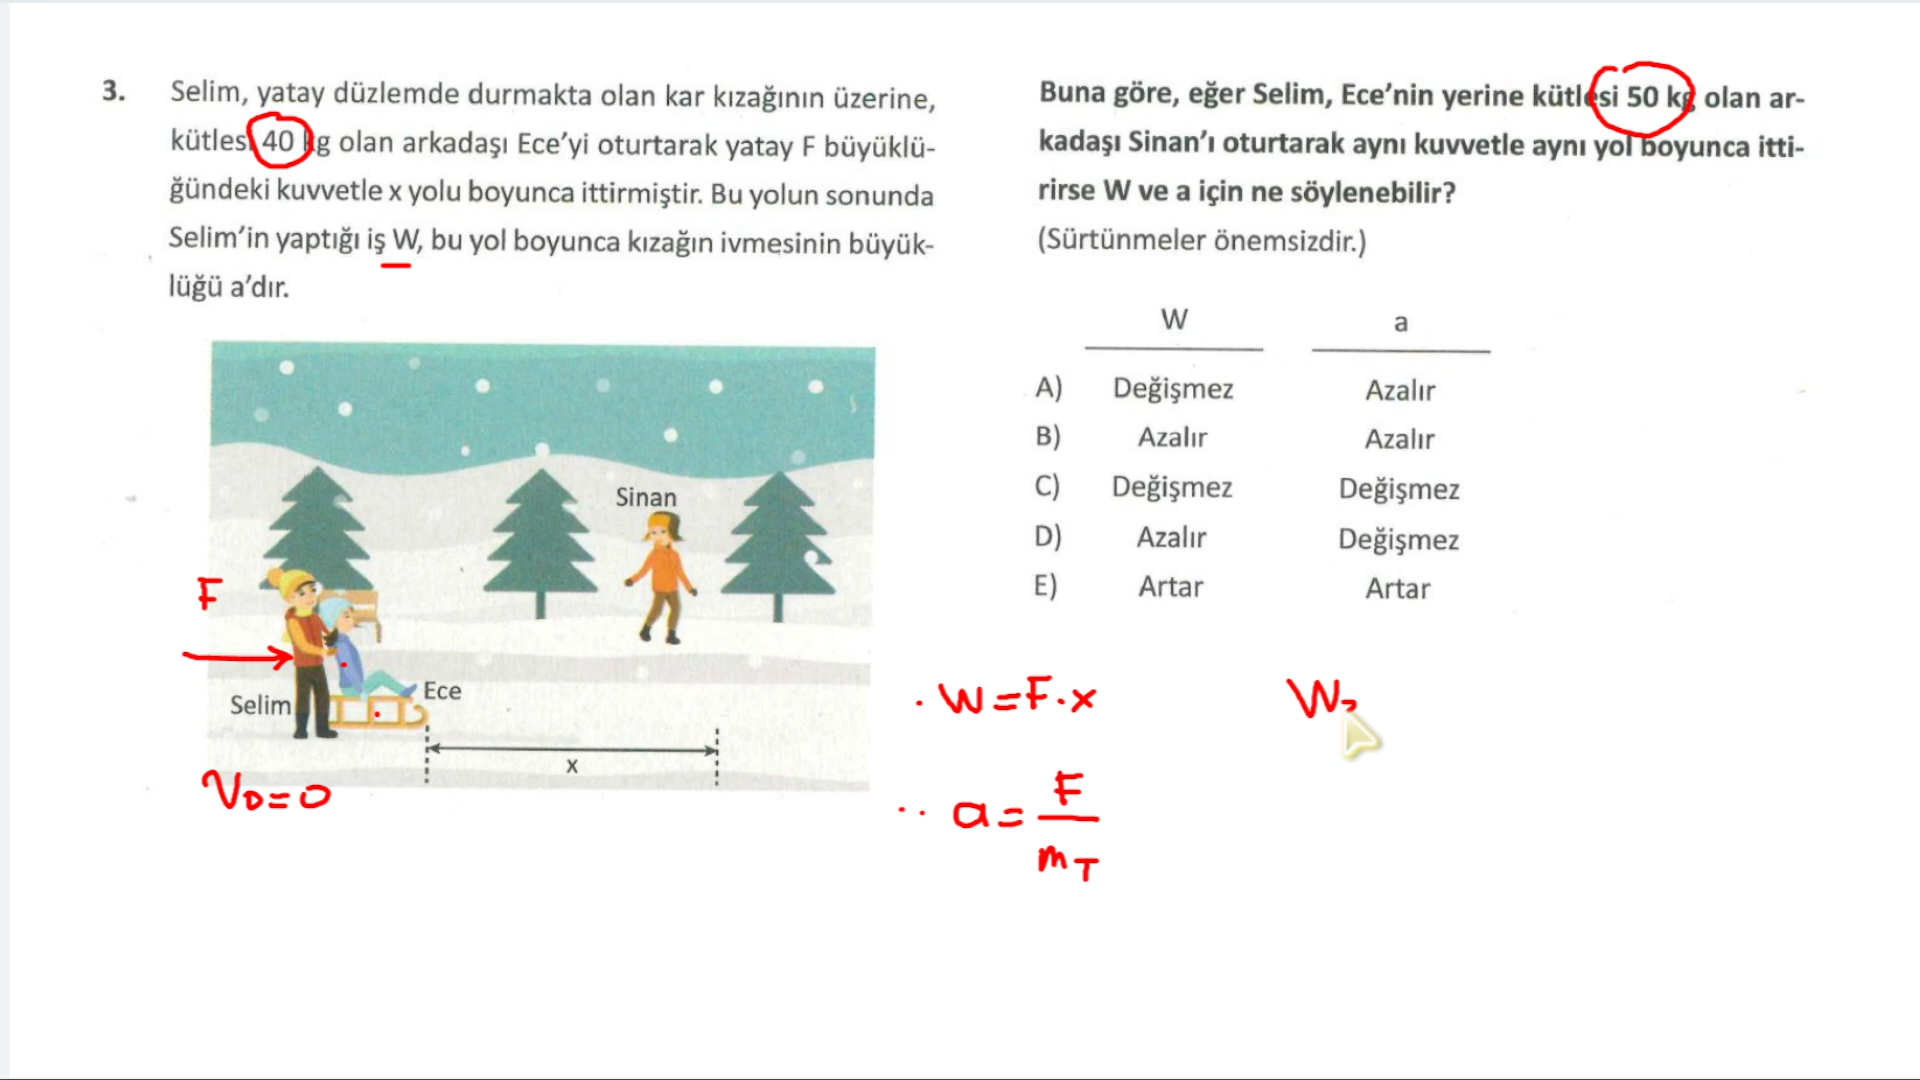 3. Selim, yatay düzlemde durmakta olan kar kızağının üzerine,
kütlesi 40 kg olan arkadaşı Ece'yi oturtarak yatay F büyüklü-
ğündeki kuvvetle x yolu boyunca ittirmiştir. Bu yolun sonunda
Selim'in yaptığı iş W, bu yol boyunca kızağın ivmesinin büyük-
lüğü a'dır.
Sinan
F
Selim
Ece
x
V0=0
Buna göre, eğer Selim, Ece'nin yerine kütlesi 50 kg olan ar-
kadaşı Sinan'ı oturtarak aynı kuvvetle aynı yol boyunca itti-
rirse W ve a için ne söylenebilir?
(Sürtünmeler önemsizdir.)
W a
A) Değişmez Azalır
B) Azalır Azalır
C) Değişmez Değişmez
D) Azalır Değişmez
E) Artar Artar
. W=F.x
.. a= F
mT
W